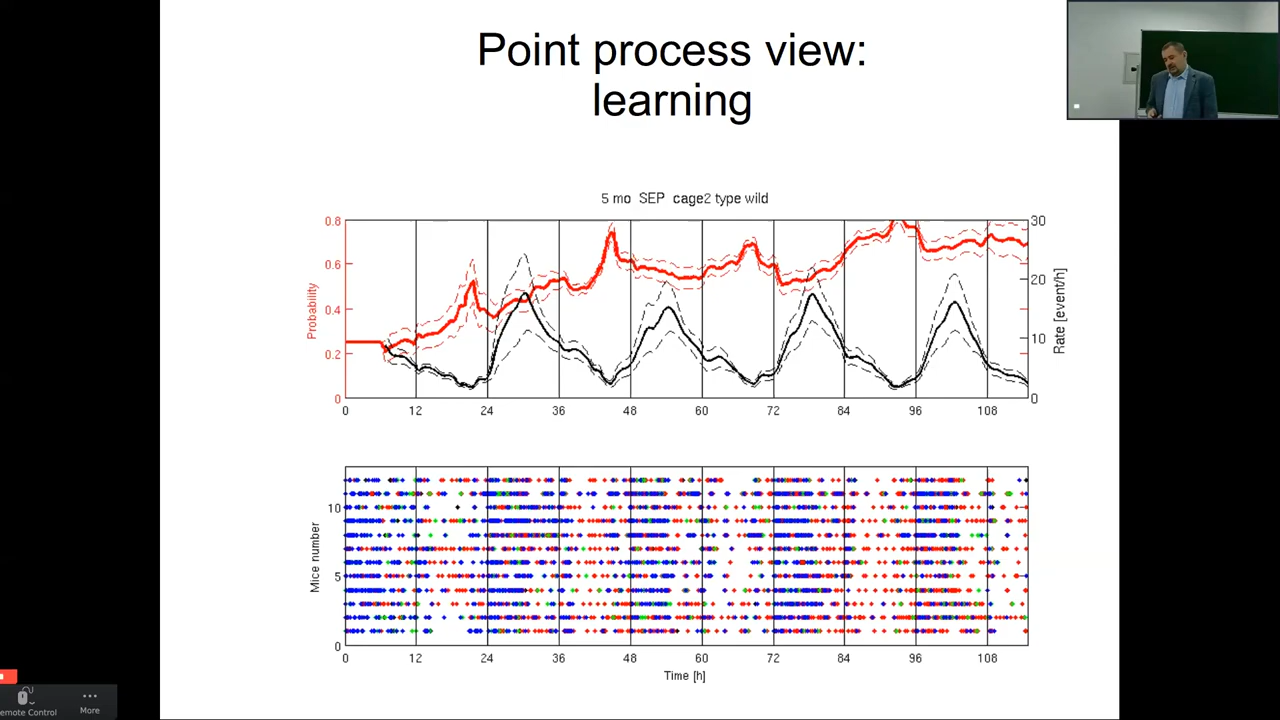 Point process view:
learning
5 mo SEP cage2 type wild
0.8
0.6
0.4
0.2
0
Probability
30
20
10
0
Rate [event/h]
0 12 24 36 48 60 72 84 96 108
10
5
0
Mice number
0 12 24 36 48 60 72 84 96 108
Time [h]
emote Control
More